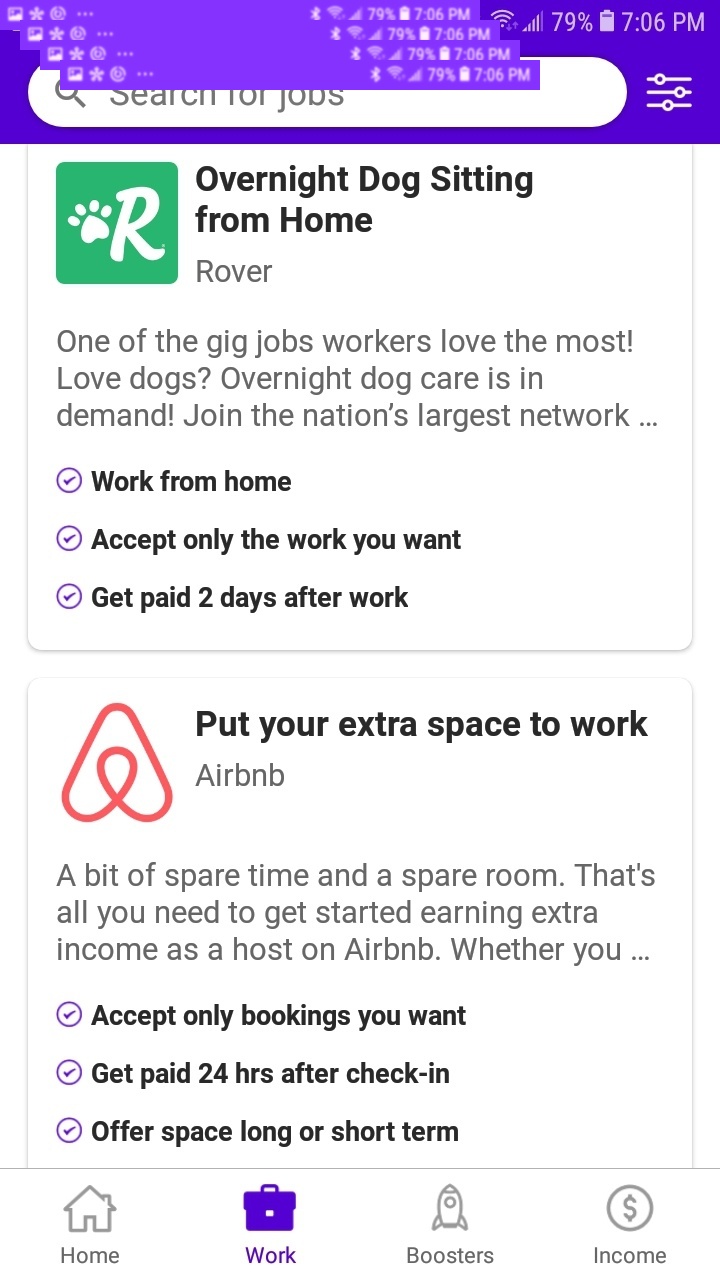 79% 7:06 PM
79% 7:06 PM
79% 7:06 PM
79% 7:06 PM
79% 7:06 PM
Search for jobs
Overnight Dog Sitting
from Home
R
Rover
One of the gig jobs workers love the most!
Love dogs? Overnight dog care is in
demand! Join the nation’s largest network ...
Work from home
Accept only the work you want
Get paid 2 days after work
Put your extra space to work
Airbnb
A bit of spare time and a spare room. That's
all you need to get started earning extra
income as a host on Airbnb. Whether you ...
Accept only bookings you want
Get paid 24 hrs after check-in
Offer space long or short term
Home Work Boosters Income